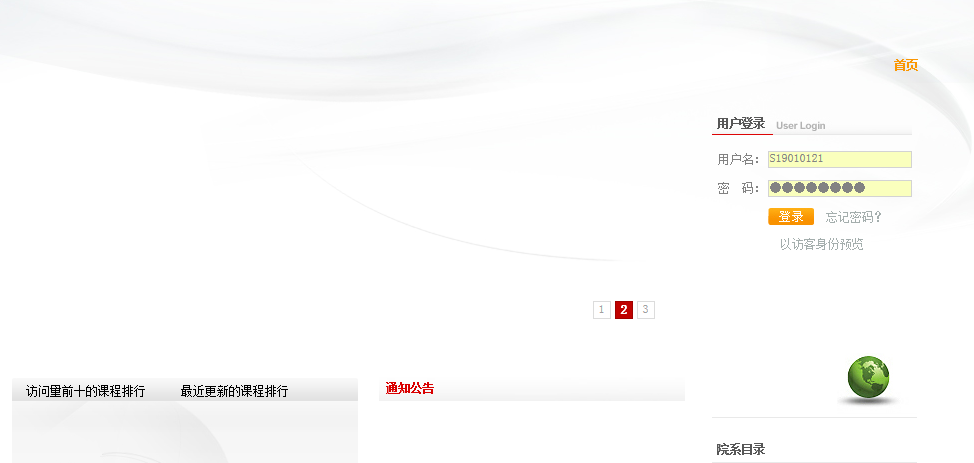 首页
用户登录 User Login
用户名： S19010121
密 码： ●●●●●●●●
登录 忘记密码?
以访客身份预览
1 2 3
访问量前十的课程排行 最近更新的课程排行
通知公告
院系目录